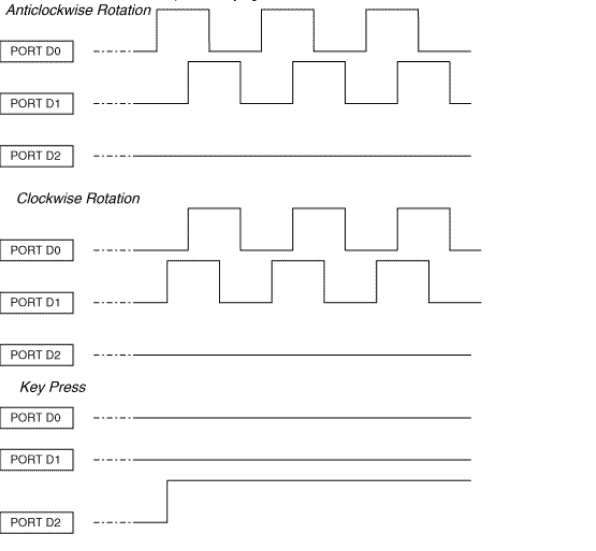 Anticlockwise Rotation
PORT D0
PORT D1
PORT D2
Clockwise Rotation
PORT D0
PORT D1
PORT D2
Key Press
PORT D0
PORT D1
PORT D2